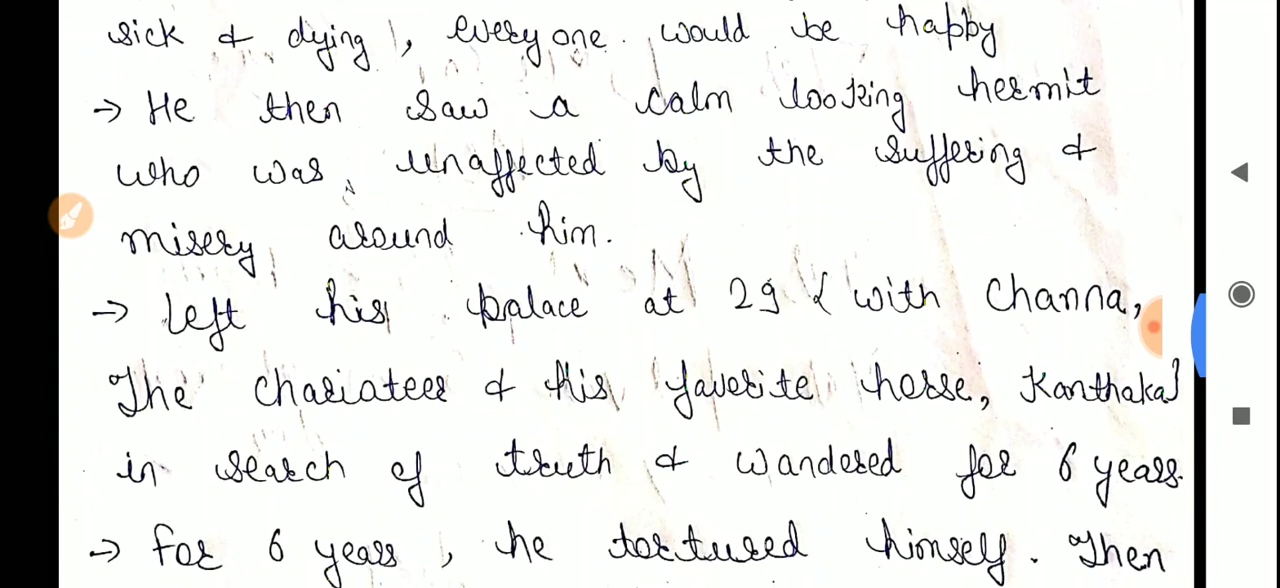 sick & dying, everyone would be happy
→ He then saw a calm looking hermit
who was unaffected by the suffering &
misery around him.
→ left his palace at 29 { with Channa,
The chariateer & his faverite horse, Kanthaka}
in search of truth & wandered for 6 years.
→ For 6 years, he tortured himself. Then